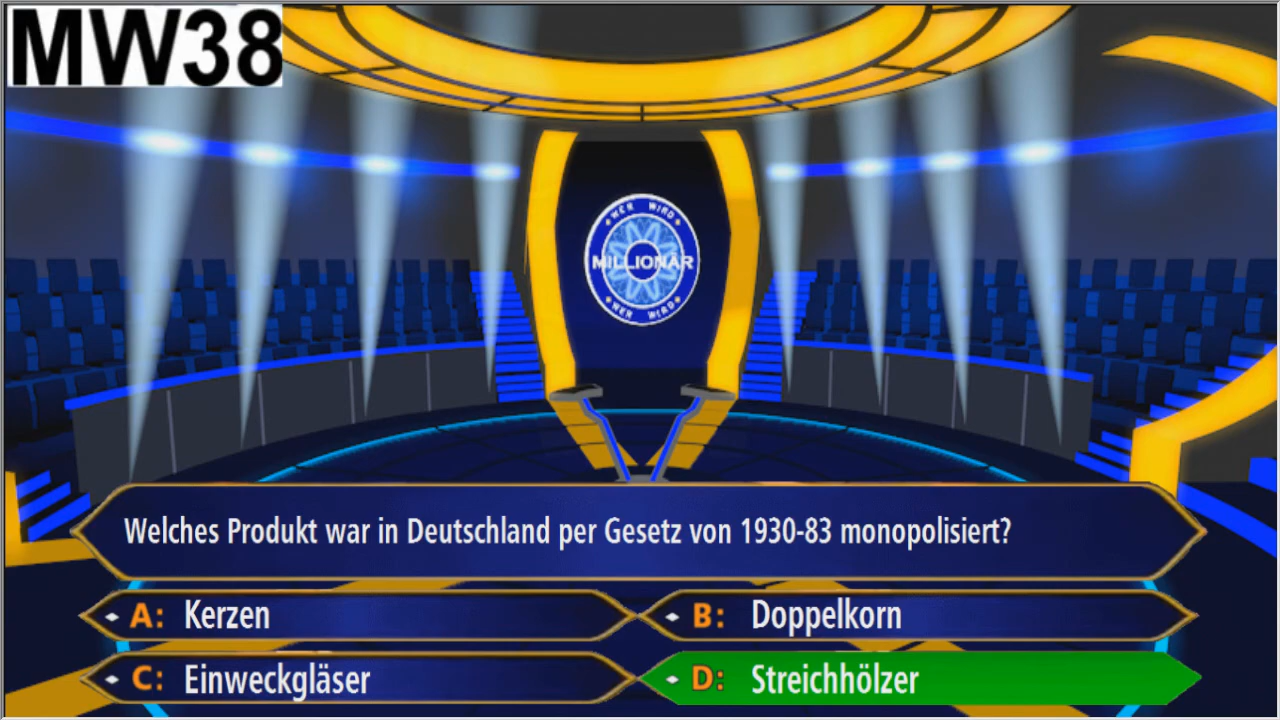 MW38
WER WIRD
MILLIONÄR
WER WIRD
Welches Produkt war in Deutschland per Gesetz von 1930-83 monopolisiert?
A: Kerzen
B: Doppelkorn
C: Einweckgläser
D: Streichhölzer